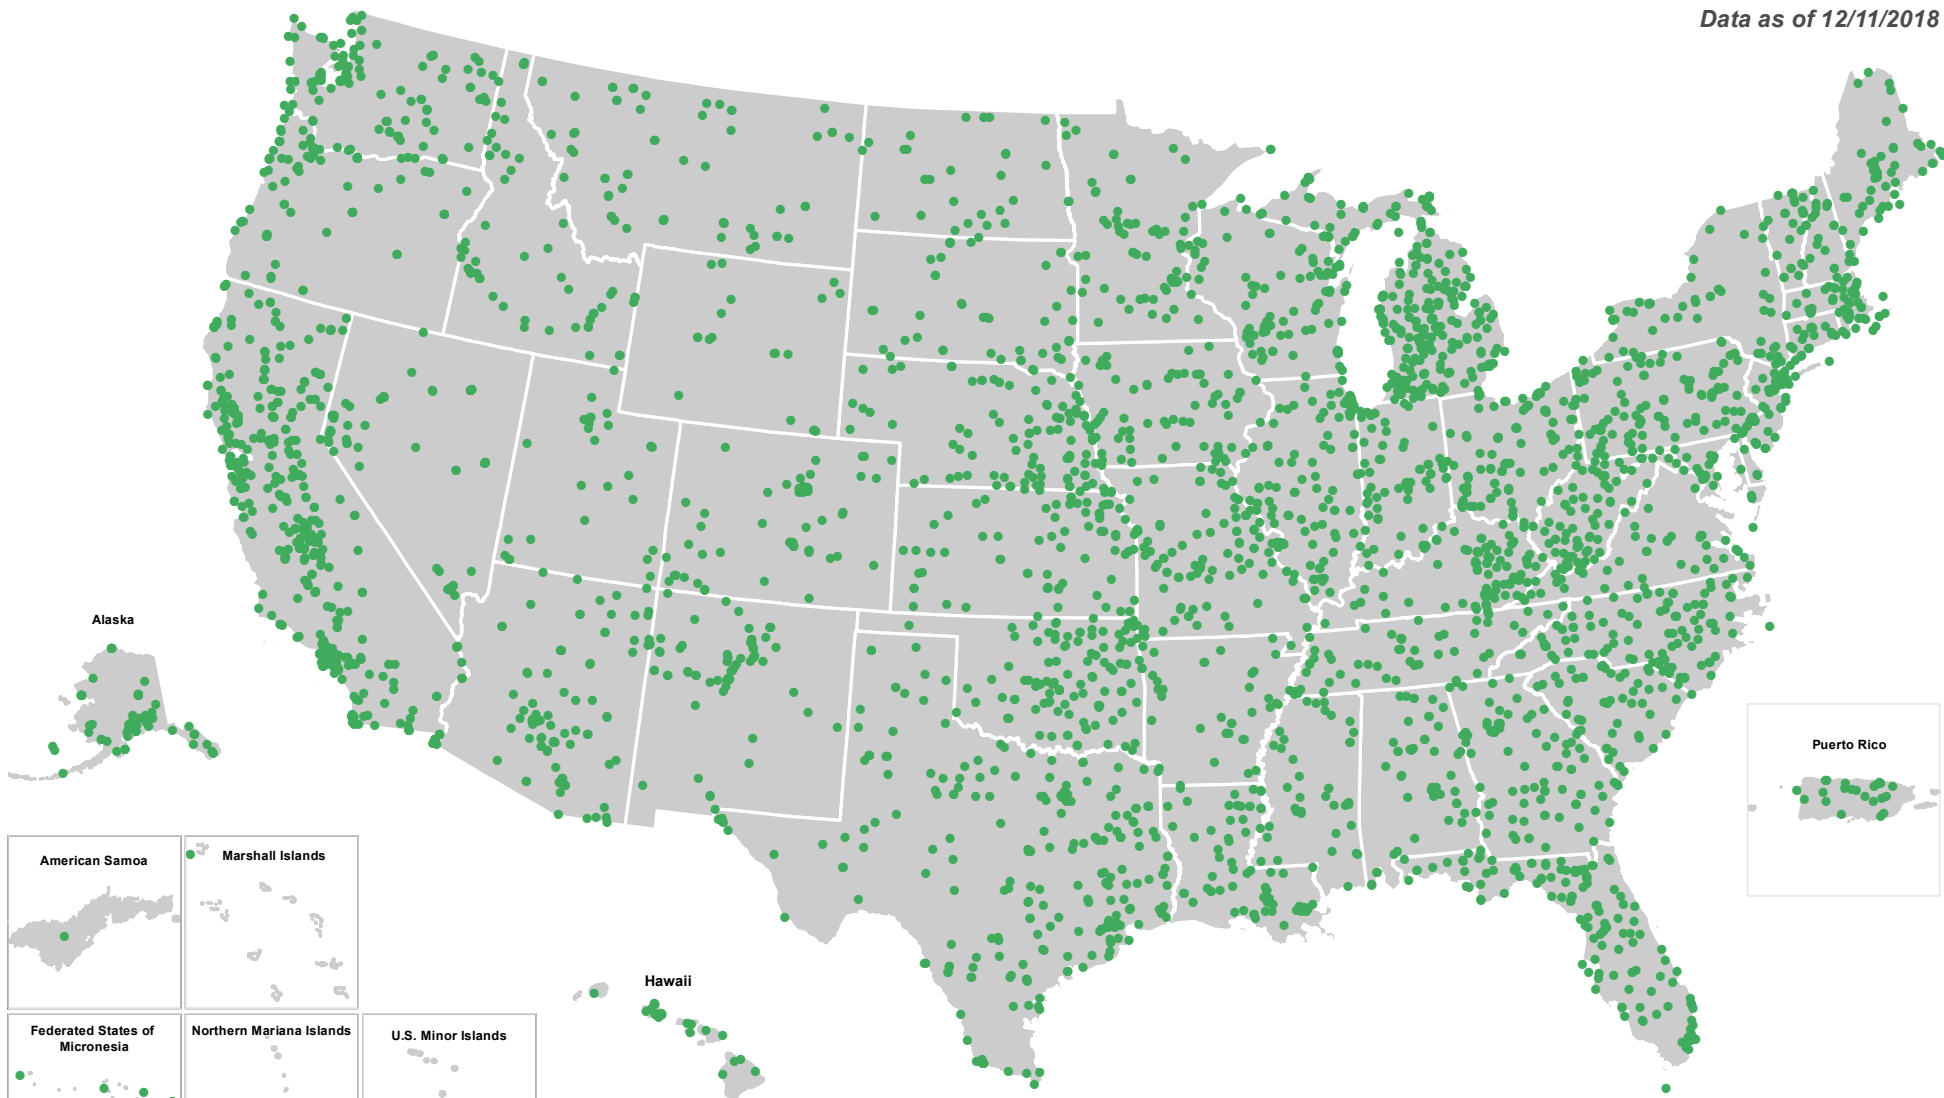 Data as of 12/11/2018
Alaska
Puerto Rico
American Samoa
Marshall Islands
Hawaii
Federated States of
Micronesia
Northern Mariana Islands
U.S. Minor Islands